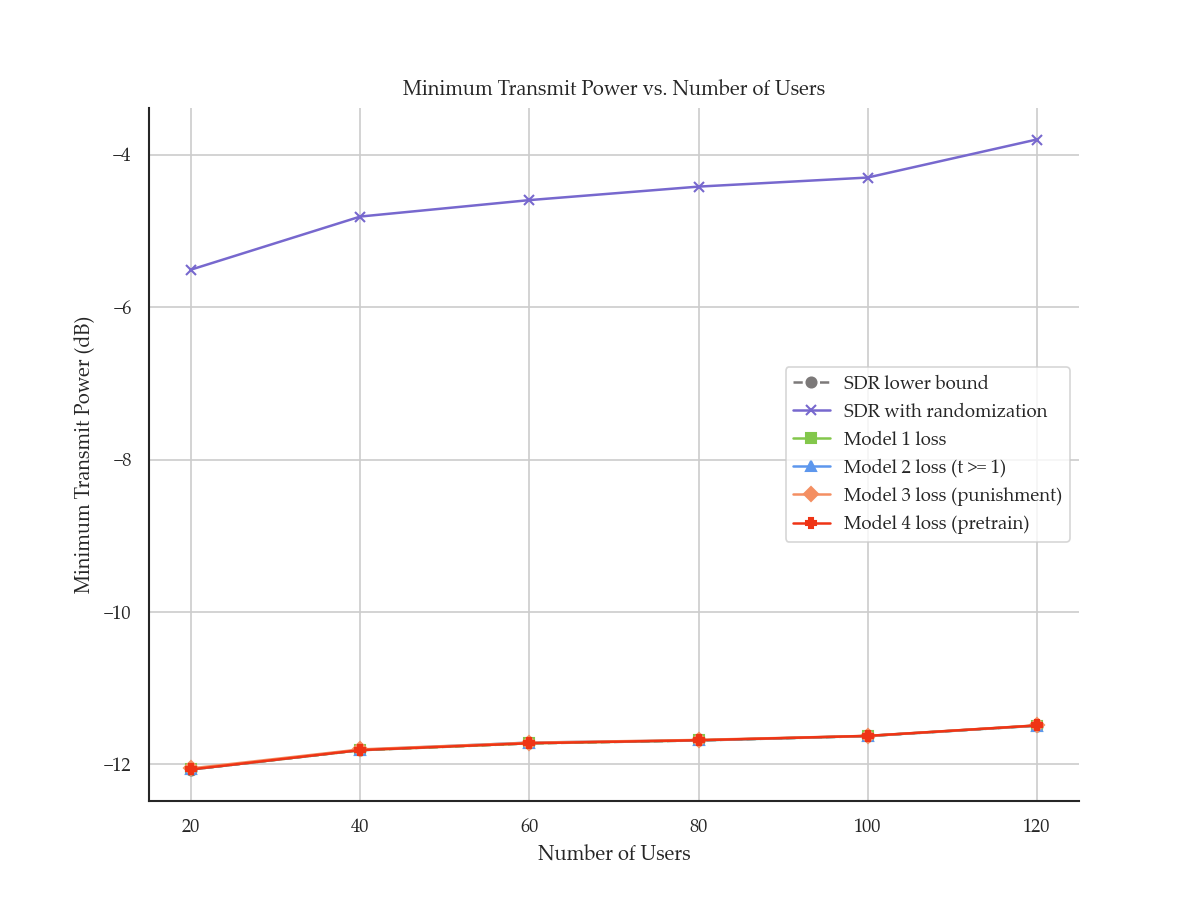 Minimum Transmit Power vs. Number of Users
Minimum Transmit Power (dB)
−4
−6
−8
−10
−12
SDR lower bound
SDR with randomization
Model 1 loss
Model 2 loss (t >= 1)
Model 3 loss (punishment)
Model 4 loss (pretrain)
20 40 60 80 100 120
Number of Users